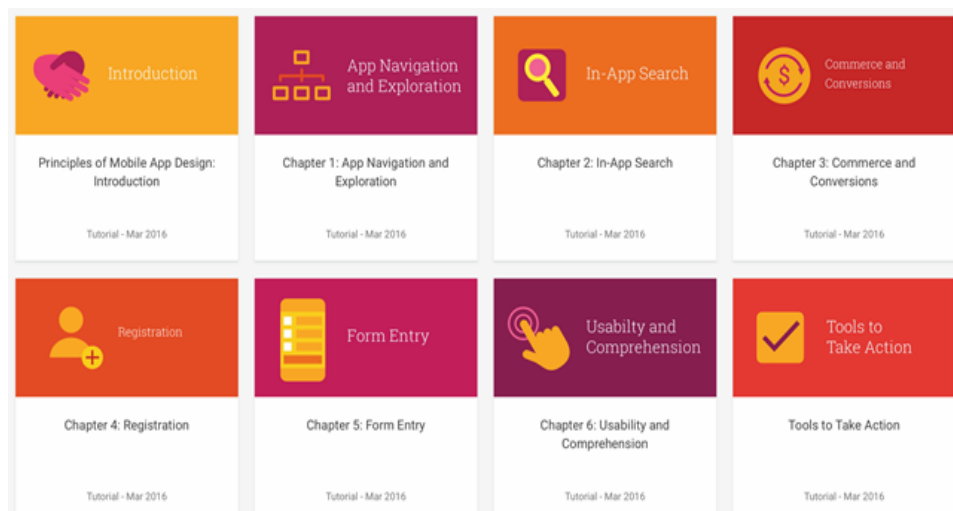 Introduction
Principles of Mobile App Design:
Introduction
Tutorial - Mar 2016
App Navigation
and Exploration
Chapter 1: App Navigation and
Exploration
Tutorial - Mar 2016
In-App Search
Chapter 2: In-App Search
Tutorial - Mar 2016
$
Commerce and
Conversions
Chapter 3: Commerce and
Conversions
Tutorial - Mar 2016
Registration
Chapter 4: Registration
Tutorial - Mar 2016
Form Entry
Chapter 5: Form Entry
Tutorial - Mar 2016
Usabilty and
Comprehension
Chapter 6: Usability and
Comprehension
Tutorial - Mar 2016
Tools to
Take Action
Tools to Take Action
Tutorial - Mar 2016